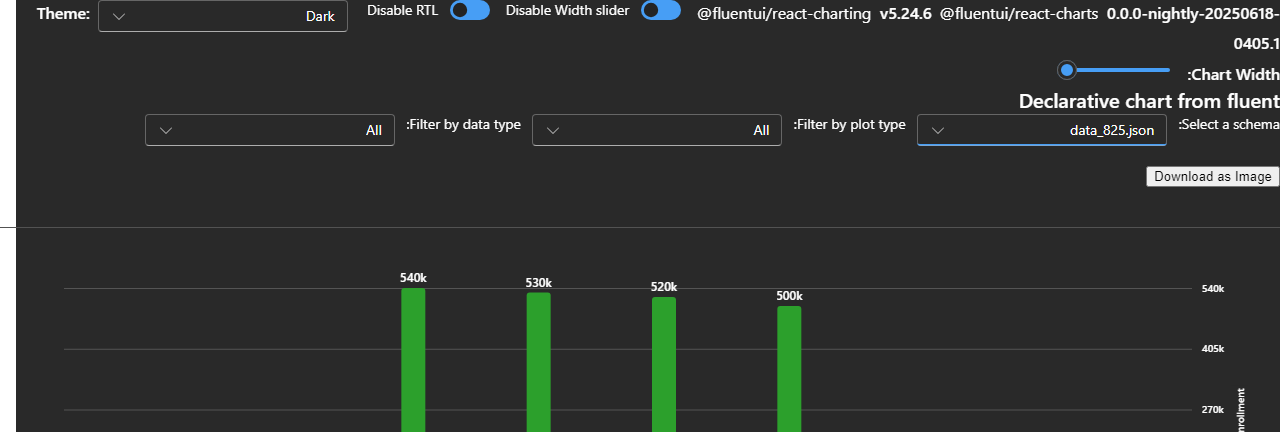 Theme: Dark Disable RTL Disable Width slider @fluentui/react-charting v5.24.6 @fluentui/react-charts 0.0.0-nightly-20250618-
0405.1
:Chart Width
Declarative chart from fluent
:Select a schema data_825.json :Filter by plot type All :Filter by data type All
Download as Image
540k
530k
520k
500k
540k
405k
270k